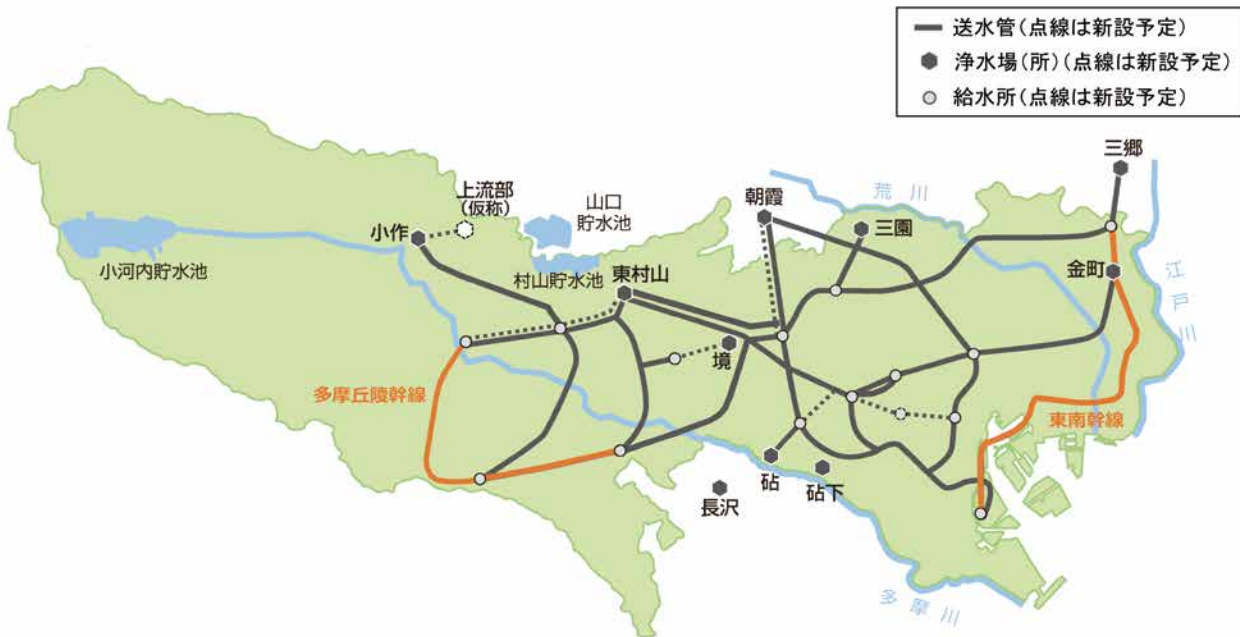 送水管(点線は新設予定)
浄水場(所)(点線は新設予定)
給水所(点線は新設予定)
三郷
上流部
(仮称)
山口
貯水池
朝霞
荒川
三園
小作
小河内貯水池
村山貯水池
東村山
金町
江戸川
境
多摩丘陵幹線
東南幹線
砧
砧下
長沢
多摩川